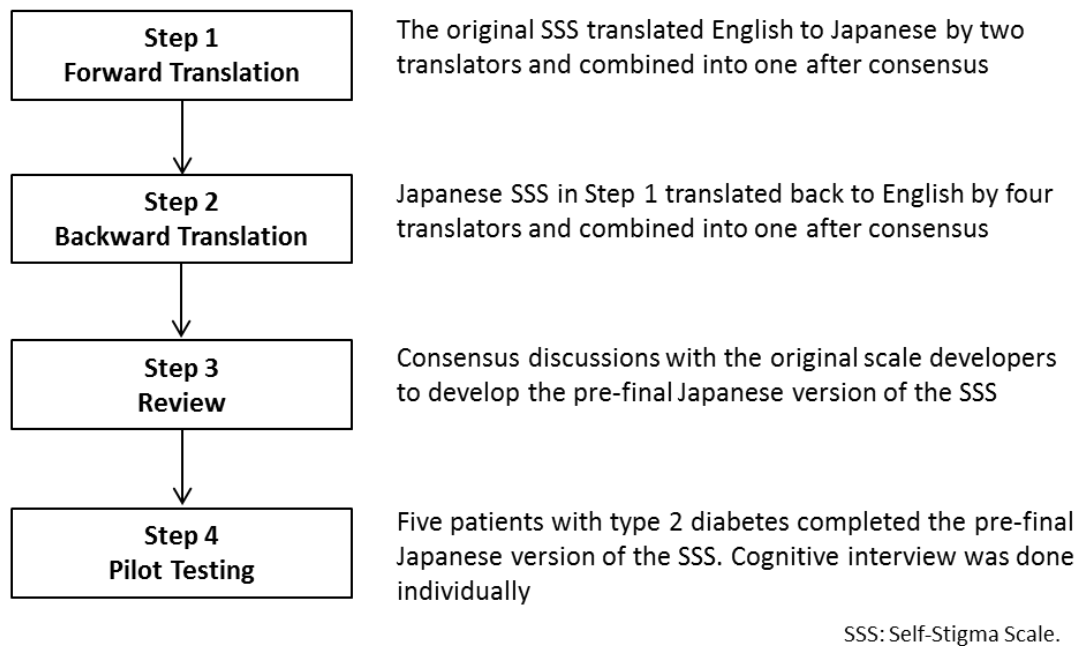 Step 1
Forward Translation
The original SSS translated English to Japanese by two
translators and combined into one after consensus
Step 2
Backward Translation
Japanese SSS in Step 1 translated back to English by four
translators and combined into one after consensus
Step 3
Review
Consensus discussions with the original scale developers
to develop the pre-final Japanese version of the SSS
Step 4
Pilot Testing
Five patients with type 2 diabetes completed the pre-final
Japanese version of the SSS. Cognitive interview was done
individually
SSS: Self-Stigma Scale.